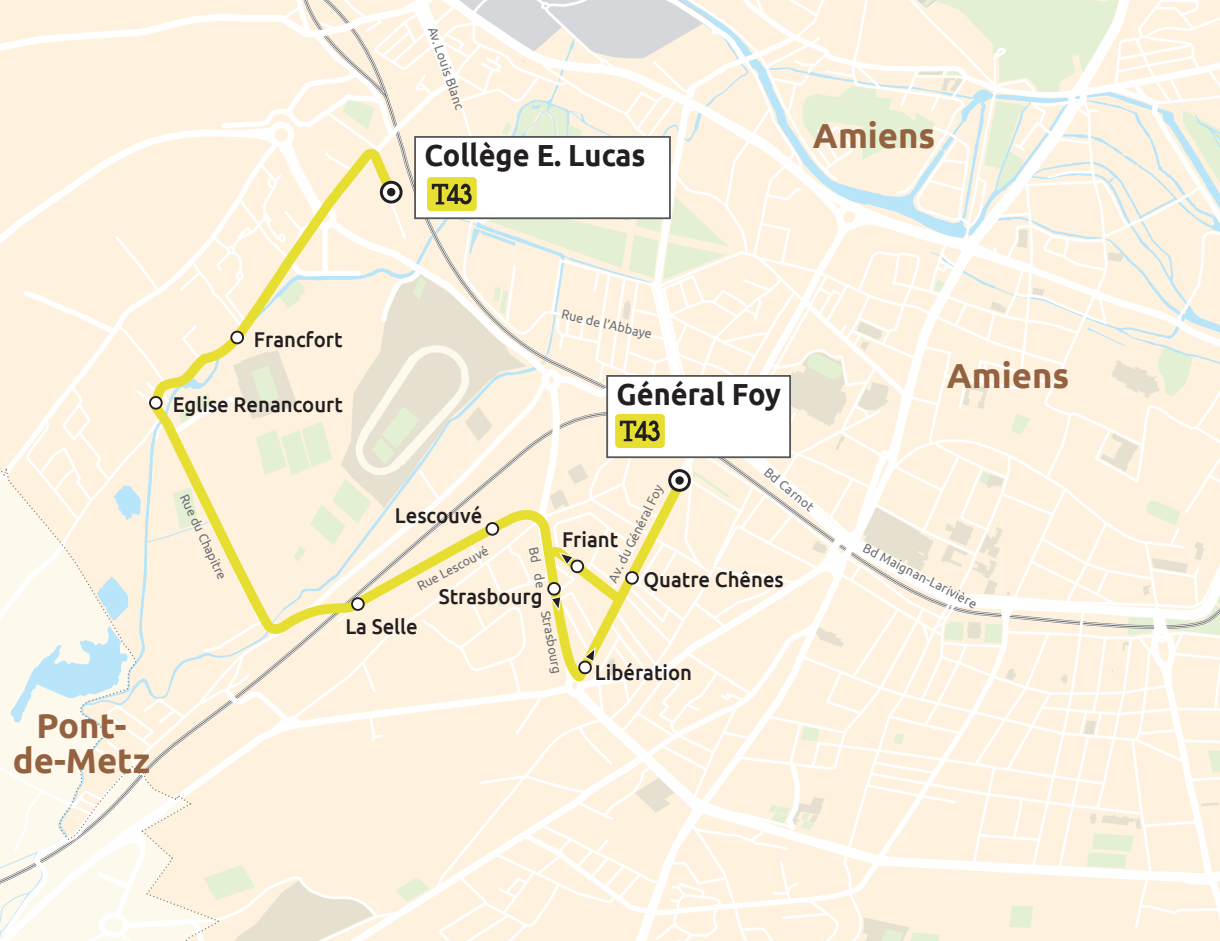 Av. Louis Blanc
Amiens
Collège E. Lucas
T43
Rue de l'Abbaye
Francfort
Amiens
Général Foy
T43
Eglise Renancourt
Bd Carnot
Rue du Chapitre
Lescouvé
Av. du Général Foy
Friant
Bd Maignan-Larivière
Rue Lescouvé
Bd de Strasbourg
Quatre Chênes
Strasbourg
La Selle
Libération
Pont-
de-Metz